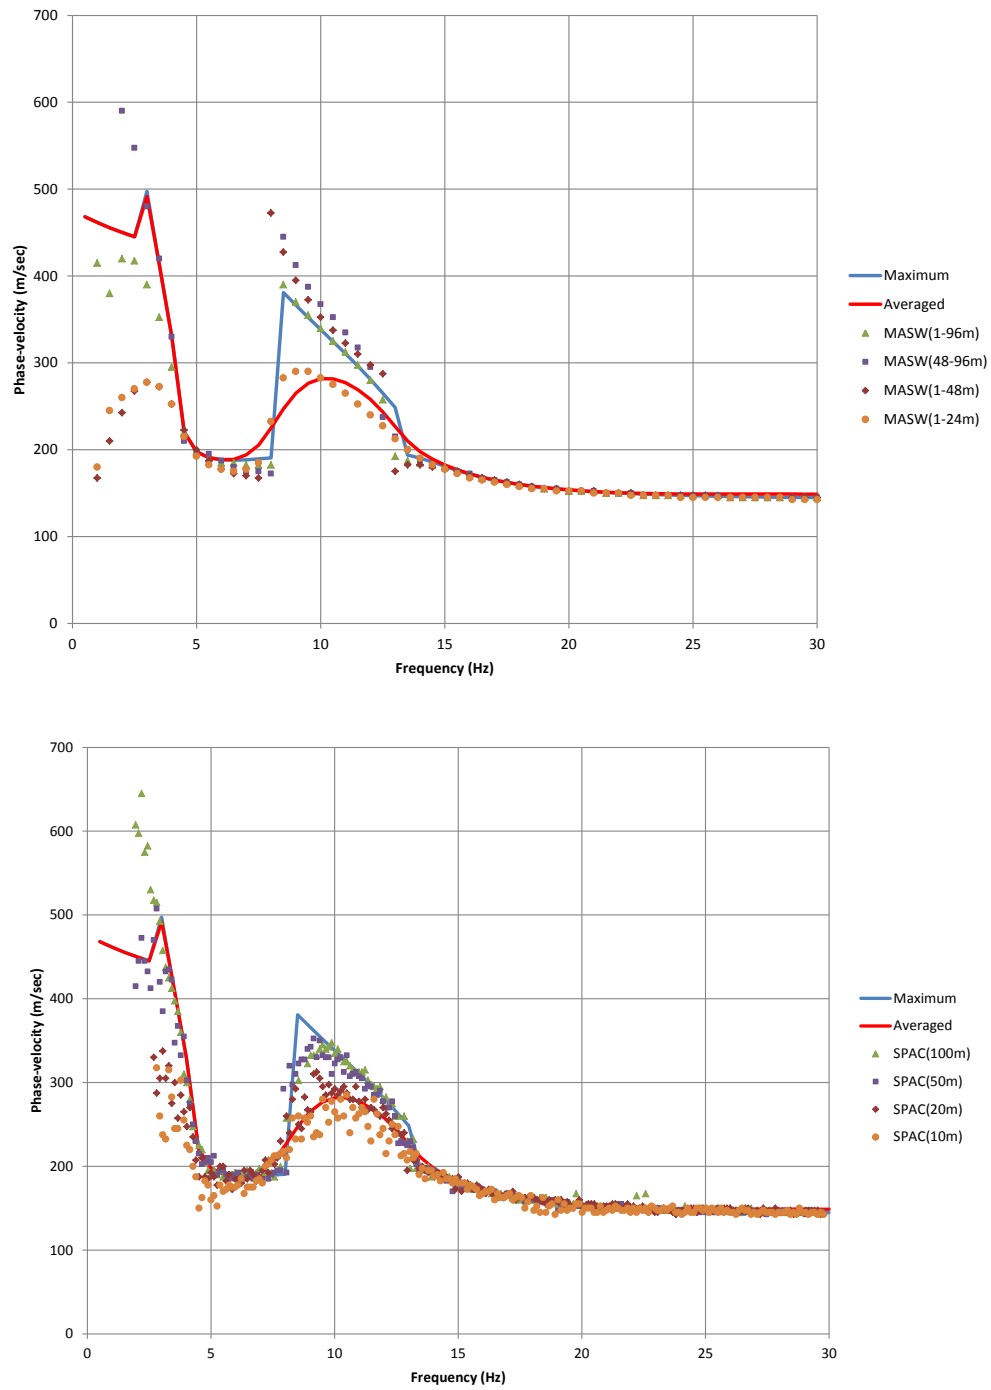 700
600
500
400
300
200
100
0
Phase-velocity (m/sec)
0 5 10 15 20 25 30
Frequency (Hz)
Maximum
Averaged
MASW(1-96m)
MASW(48-96m)
MASW(1-48m)
MASW(1-24m)
700
600
500
400
300
200
100
0
Phase-velocity (m/sec)
0 5 10 15 20 25 30
Frequency (Hz)
Maximum
Averaged
SPAC(100m)
SPAC(50m)
SPAC(20m)
SPAC(10m)